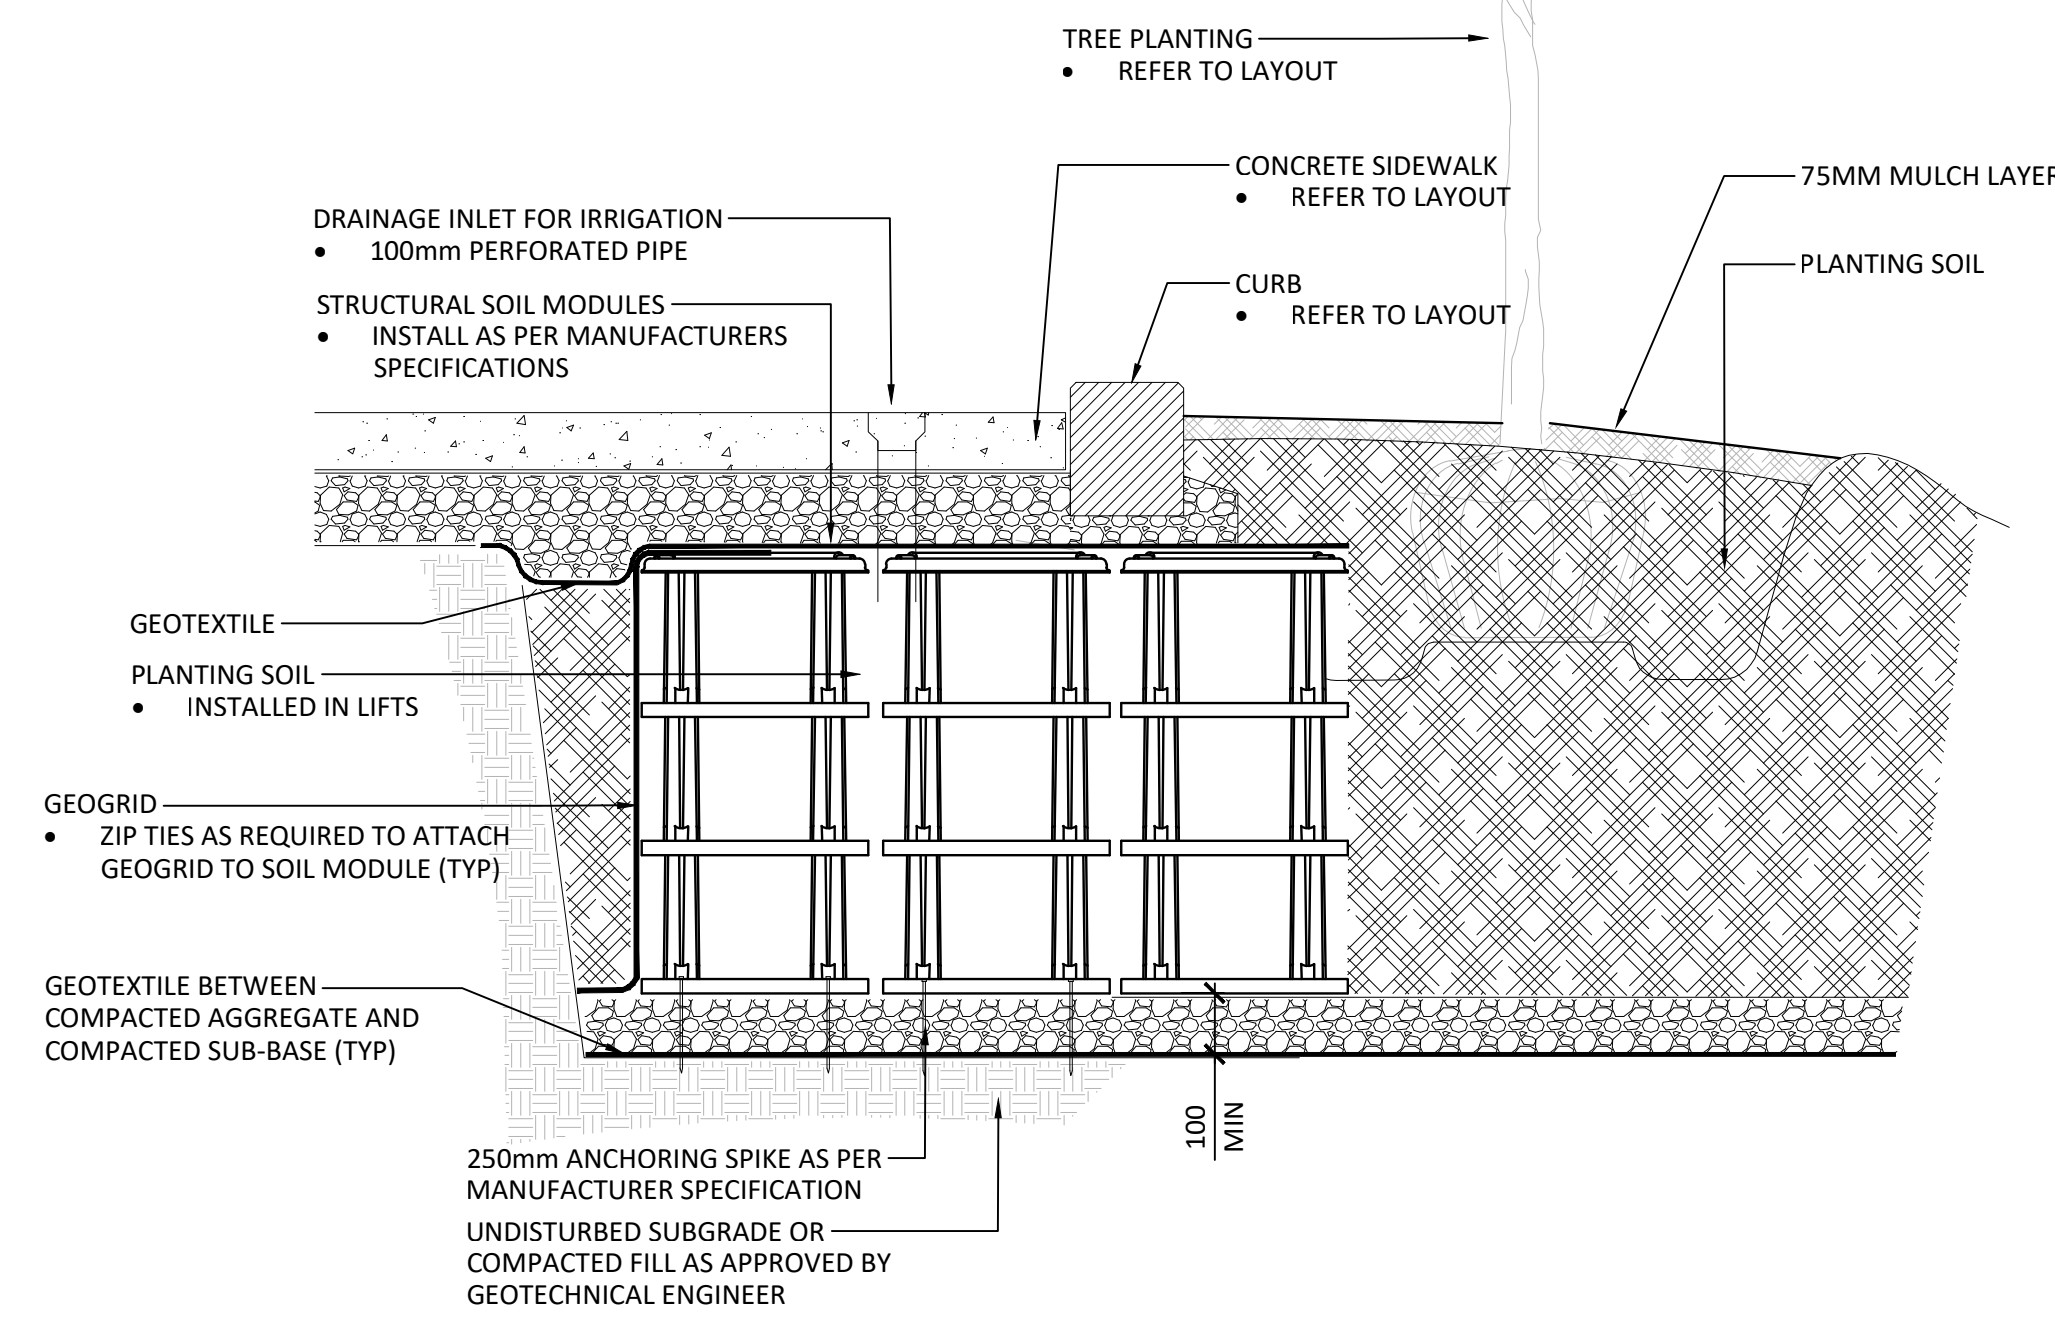 TREE PLANTING
• REFER TO LAYOUT
CONCRETE SIDEWALK
• REFER TO LAYOUT
75MM MULCH LAYER
DRAINAGE INLET FOR IRRIGATION
• 100mm PERFORATED PIPE
PLANTING SOIL
CURB
• REFER TO LAYOUT
STRUCTURAL SOIL MODULES
• INSTALL AS PER MANUFACTURERS
SPECIFICATIONS
GEOTEXTILE
PLANTING SOIL
• INSTALLED IN LIFTS
GEOGRID
• ZIP TIES AS REQUIRED TO ATTACH
GEOGRID TO SOIL MODULE (TYP)
GEOTEXTILE BETWEEN
COMPACTED AGGREGATE AND
COMPACTED SUB-BASE (TYP)
100
MIN
250mm ANCHORING SPIKE AS PER
MANUFACTURER SPECIFICATION
UNDISTURBED SUBGRADE OR
COMPACTED FILL AS APPROVED BY
GEOTECHNICAL ENGINEER